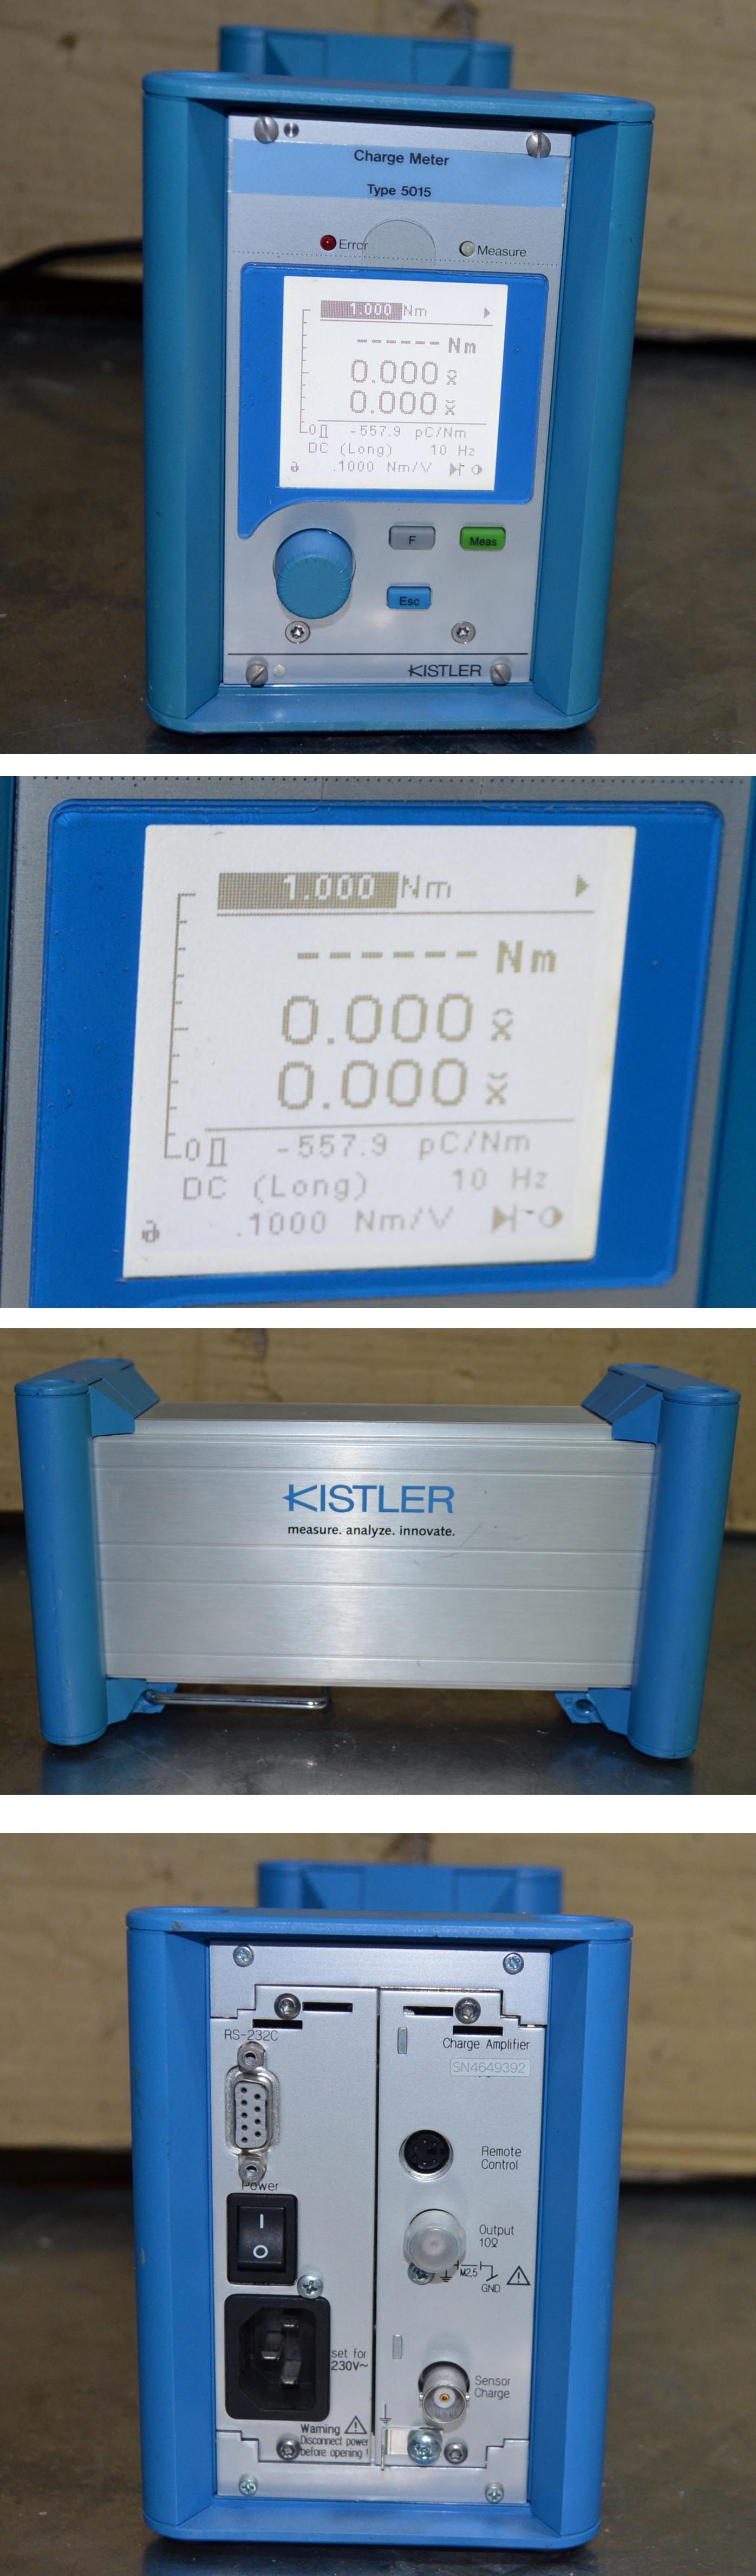 Charge Meter
Type 5015
Error
Measure
1.000 Nm
------ Nm
0.000 x
0.000 x
0
-557.9 pC/Nm
DC (Long) 10 Hz
.1000 Nm/V
F
Meas
Esc
KISTLER
1.000 Nm
------ Nm
0.000 x
0.000 x
0
-557.9 pC/Nm
DC (Long) 10 Hz
.1000 Nm/V
KISTLER
measure. analyze. innovate.
RS-232C
Charge Amplifier
SN4649392
Remote
Control
Power
I
O
Output
10Ω
M2,5
GND
set for
230V~
Sensor
Charge
Warning
Disconnect power
before opening !